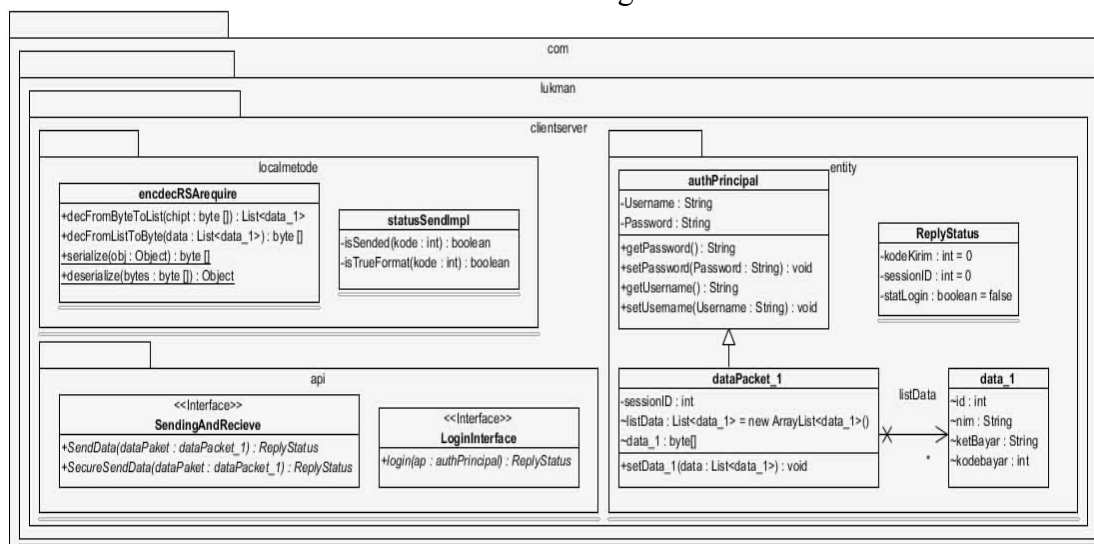 com
lukman
clientserver
localmetode
encdecRSArequire
+decFromByteToList(chipt : byte []) : List<data_1>
+decFromListToByte(data : List<data_1>) : byte []
+serialize(obj : Object) : byte []
+deserialize(bytes : byte []) : Object
statusSendImpl
-isSended(kode : int) : boolean
-isTrueFormat(kode : int) : boolean
entity
authPrincipal
-Username : String
-Password : String
+getPassword() : String
+setPassword(Password : String) : void
+getUsername() : String
+setUsername(Username : String) : void
ReplyStatus
-kodeKirim : int = 0
-sessionID : int = 0
-statLogin : boolean = false
api
<<Interface>>
SendingAndRecieve
+SendData(dataPaket : dataPacket_1) : ReplyStatus
+SecureSendData(dataPaket : dataPacket_1) : ReplyStatus
<<Interface>>
LoginInterface
+login(ap : authPrincipal) : ReplyStatus
dataPacket_1
-sessionID : int
~listData : List<data_1> = new ArrayList<data_1>()
~data_1 : byte[]
+setData_1(data : List<data_1>) : void
listData
*
data_1
~id : int
~nim : String
~ketBayar : String
~kodebayar : int